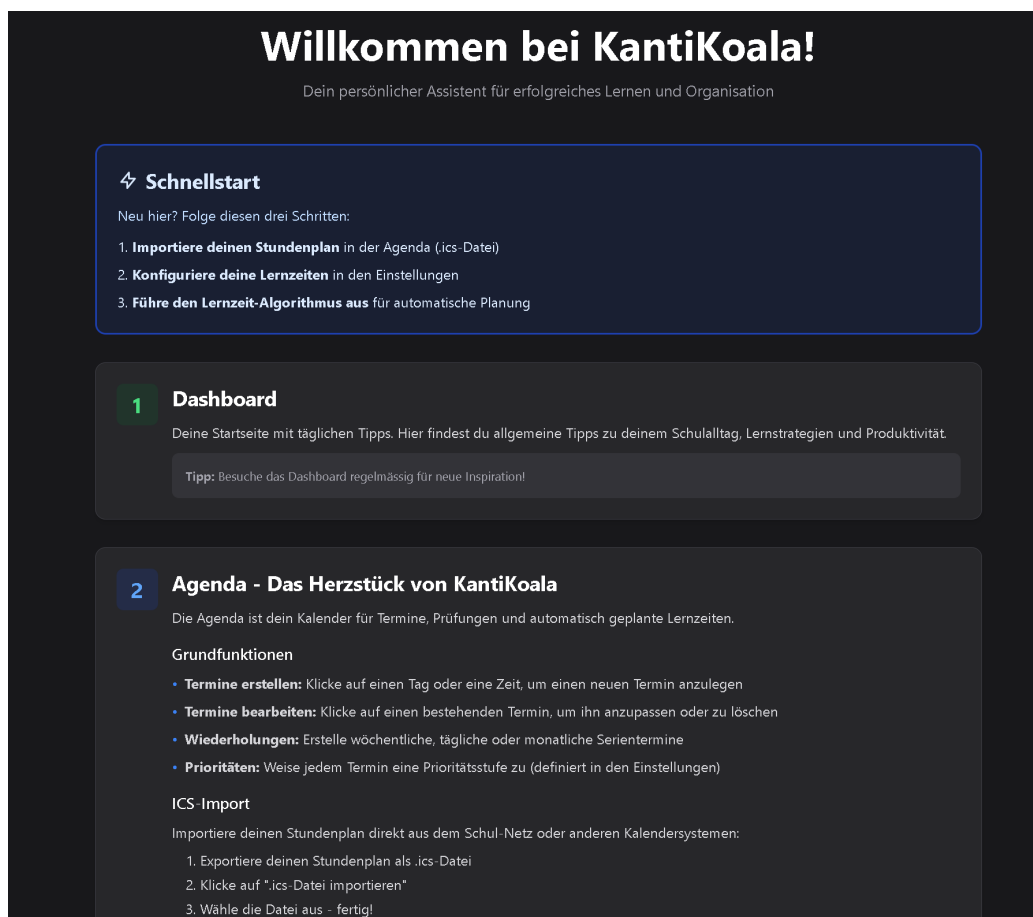 Willkommen bei KantiKoala!
Dein persönlicher Assistent für erfolgreiches Lernen und Organisation
Schnellstart
Neu hier? Folge diesen drei Schritten:
1. Importiere deinen Stundenplan in der Agenda (.ics-Datei)
2. Konfiguriere deine Lernzeiten in den Einstellungen
3. Führe den Lernzeit-Algorithmus aus für automatische Planung
1
Dashboard
Deine Startseite mit täglichen Tipps. Hier findest du allgemeine Tipps zu deinem Schulalltag, Lernstrategien und Produktivität.
Tipp: Besuche das Dashboard regelmässig für neue Inspiration!
2
Agenda - Das Herzstück von KantiKoala
Die Agenda ist dein Kalender für Termine, Prüfungen und automatisch geplante Lernzeiten.
Grundfunktionen
• Termine erstellen: Klicke auf einen Tag oder eine Zeit, um einen neuen Termin anzulegen
• Termine bearbeiten: Klicke auf einen bestehenden Termin, um ihn anzupassen oder zu löschen
• Wiederholungen: Erstelle wöchentliche, tägliche oder monatliche Serientermine
• Prioritäten: Weise jedem Termin eine Prioritätsstufe zu (definiert in den Einstellungen)
ICS-Import
Importiere deinen Stundenplan direkt aus dem Schul-Netz oder anderen Kalendersystemen:
1. Exportiere deinen Stundenplan als .ics-Datei
2. Klicke auf ".ics-Datei importieren"
3. Wähle die Datei aus - fertig!